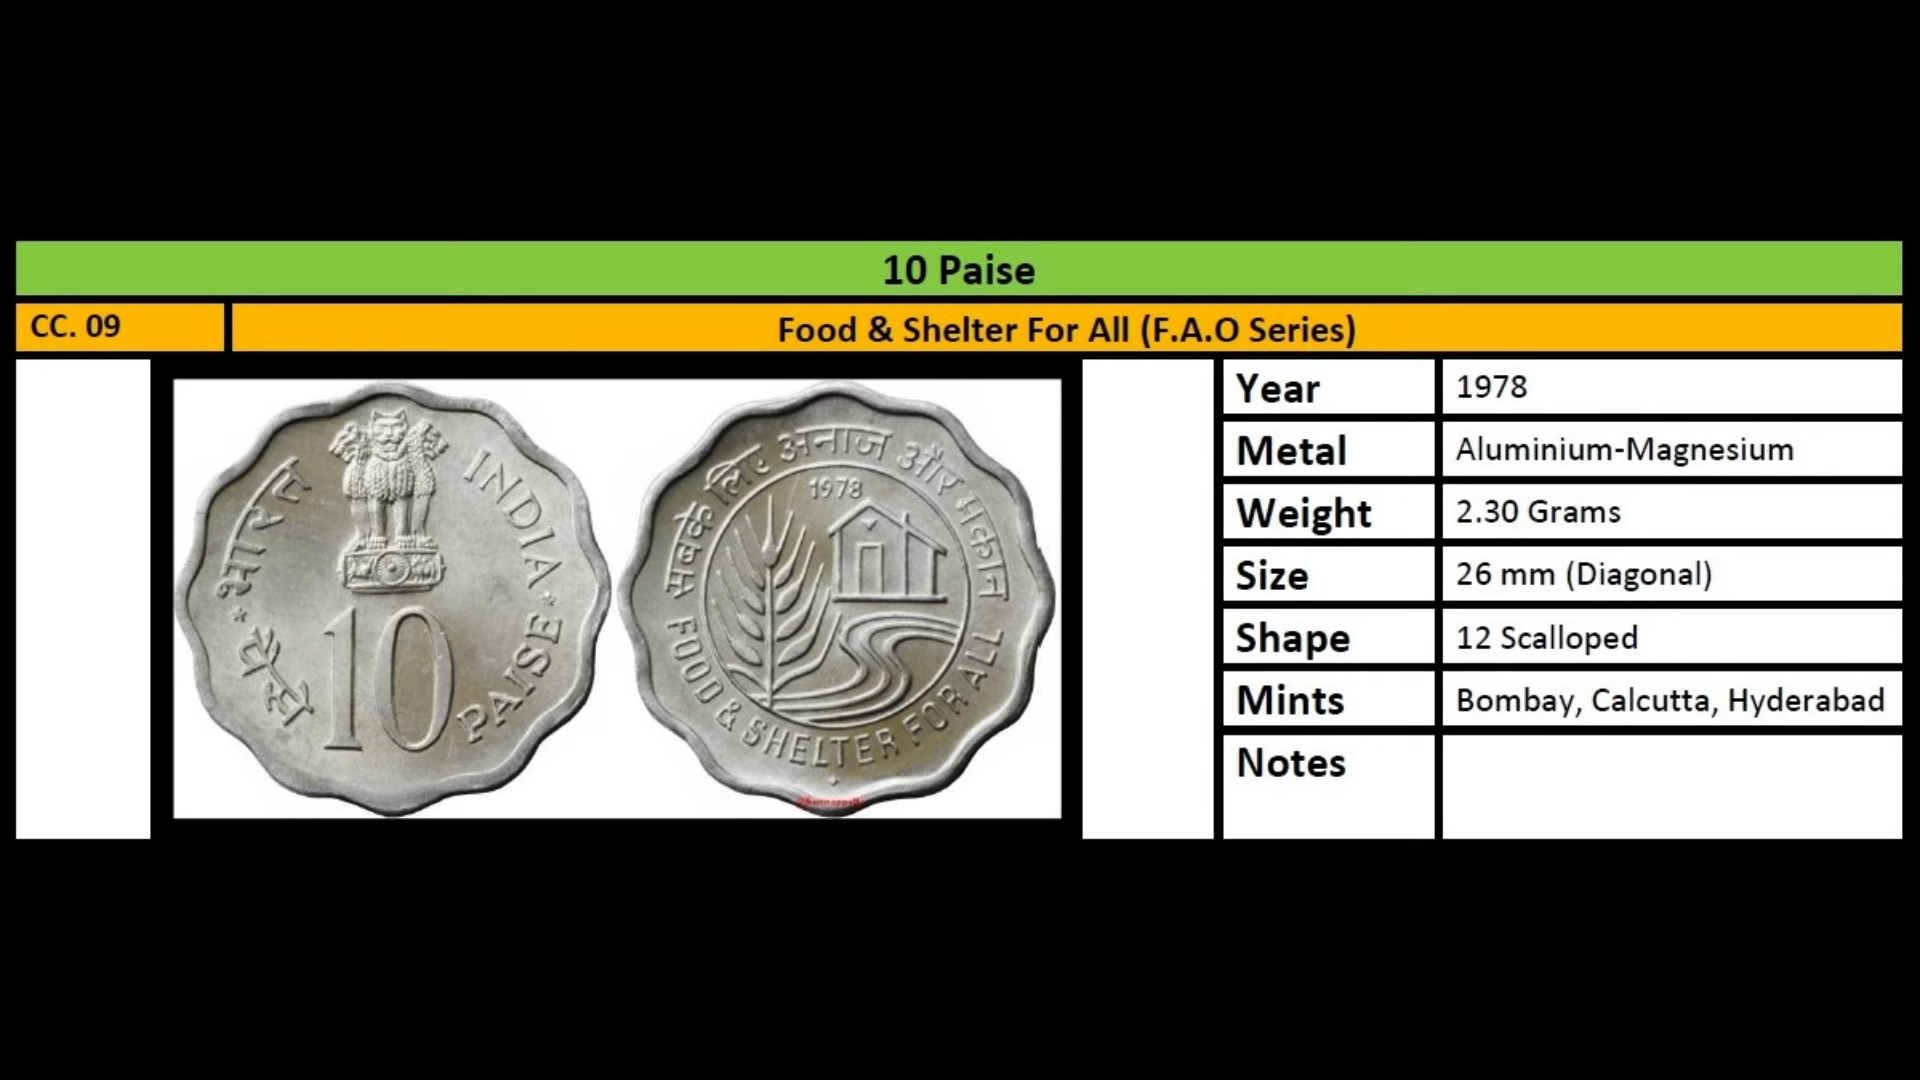 10 Paise
CC. 09
Food & Shelter For All (F.A.O Series)
भारत
INDIA
पैसे
10
PAISE
सबके लिए अनाज और मकान
1978
FOOD & SHELTER FOR ALL
Year
1978
Metal
Aluminium-Magnesium
Weight
2.30 Grams
Size
26 mm (Diagonal)
Shape
12 Scalloped
Mints
Bombay, Calcutta, Hyderabad
Notes